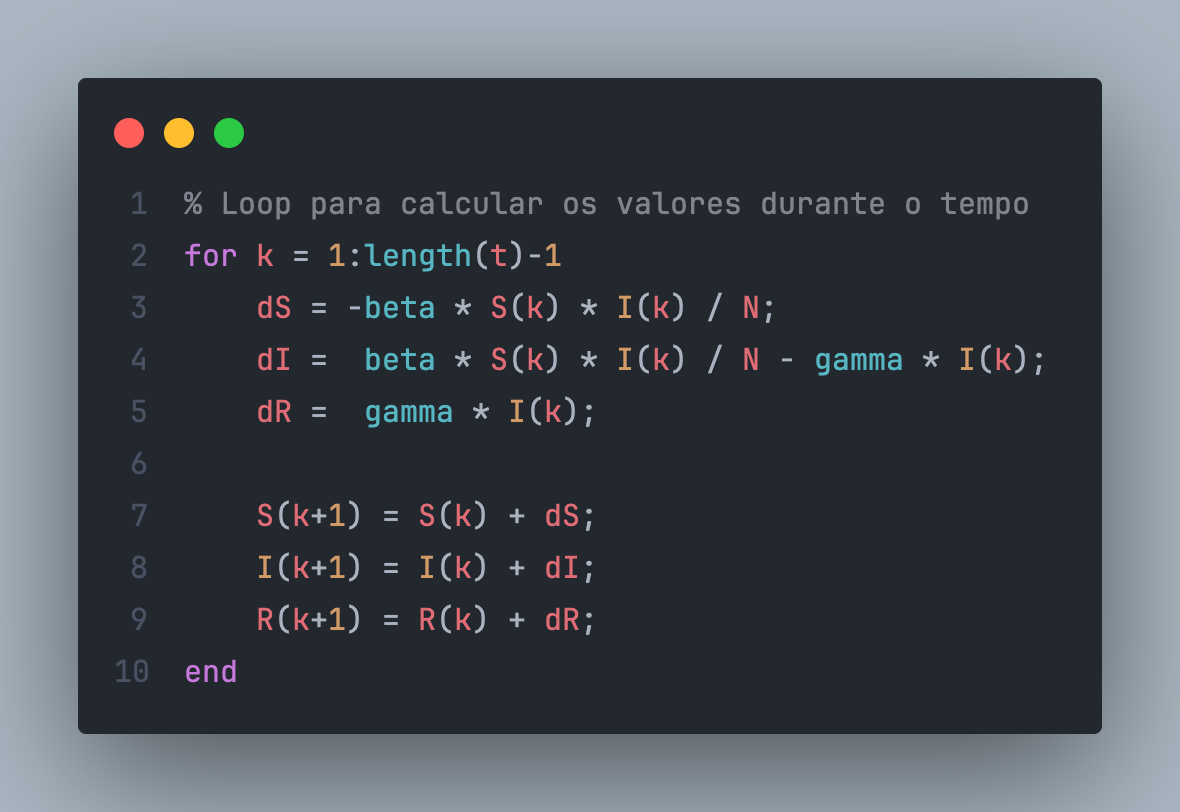 1 % Loop para calcular os valores durante o tempo
2 for k = 1:length(t)-1
3     dS = -beta * S(k) * I(k) / N;
4     dI =  beta * S(k) * I(k) / N - gamma * I(k);
5     dR =  gamma * I(k);
6
7     S(k+1) = S(k) + dS;
8     I(k+1) = I(k) + dI;
9     R(k+1) = R(k) + dR;
10 end